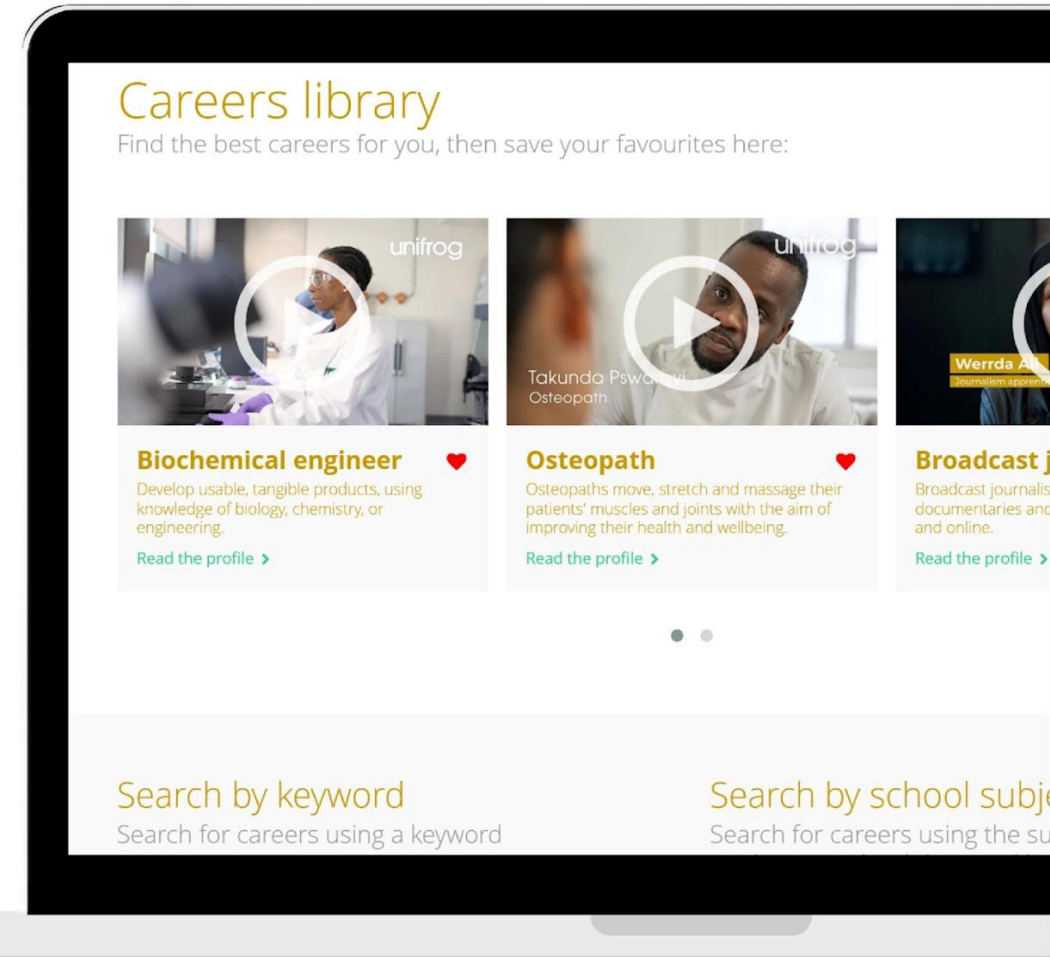 Careers library
Find the best careers for you, then save your favourites here:
unifrog
unifrog
Takunda Pswarayi
Osteopath
Werrda Ali
Journalism
Biochemical engineer
Develop usable, tangible products, using
knowledge of biology, chemistry, or
engineering.
Read the profile
Osteopath
Osteopaths move, stretch and massage their
patients' muscles and joints with the aim of
improving their health and wellbeing.
Read the profile
Broadcast
Broadcast
documentaries
and online.
Read the profile
Search by keyword
Search for careers using a keyword
Search by school
Search for careers using the